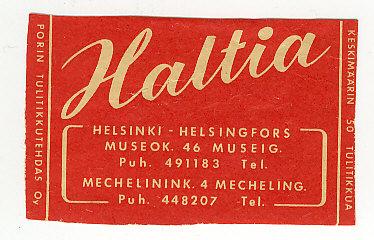 PORIN TULITIKKUTEHDAS Oy
Haltia
HELSINKI - HELSINGFORS
MUSEOK. 46 MUSEIG.
Puh. 491183 Tel.
MECHELININK. 4 MECHELING.
Puh. 448207 Tel.
KESKIMÄÄRIN 50 TULITIKKUA